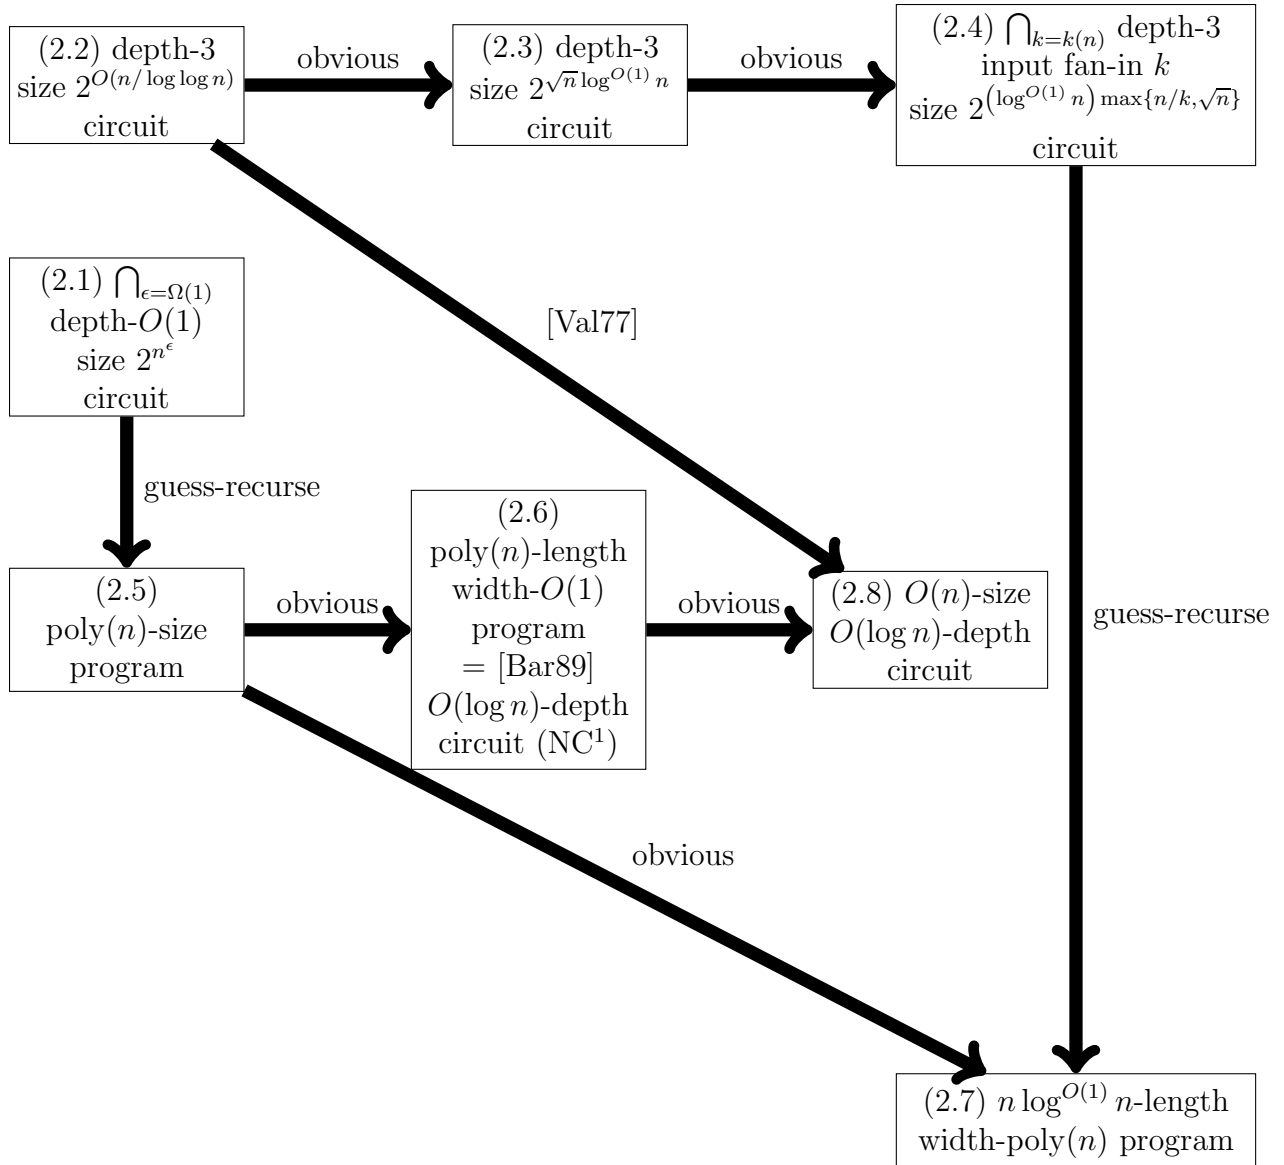 (2.2) depth-3
size 2^{O(n/ log log n)}
circuit
obvious
(2.3) depth-3
size 2^{√n log^{O(1)} n}
circuit
obvious
(2.4) ⋂_{k=k(n)} depth-3
input fan-in k
size 2^{(log^{O(1)} n) max{n/k,√n}}
circuit
[Val77]
(2.1) ⋂_{ϵ=Ω(1)}
depth-O(1)
size 2^{n^ϵ}
circuit
guess-recurse
(2.5)
poly(n)-size
program
obvious
(2.6)
poly(n)-length
width-O(1)
program
= [Bar89]
O(log n)-depth
circuit (NC¹)
obvious
(2.8) O(n)-size
O(log n)-depth
circuit
guess-recurse
obvious
(2.7) n log^{O(1)} n-length
width-poly(n) program